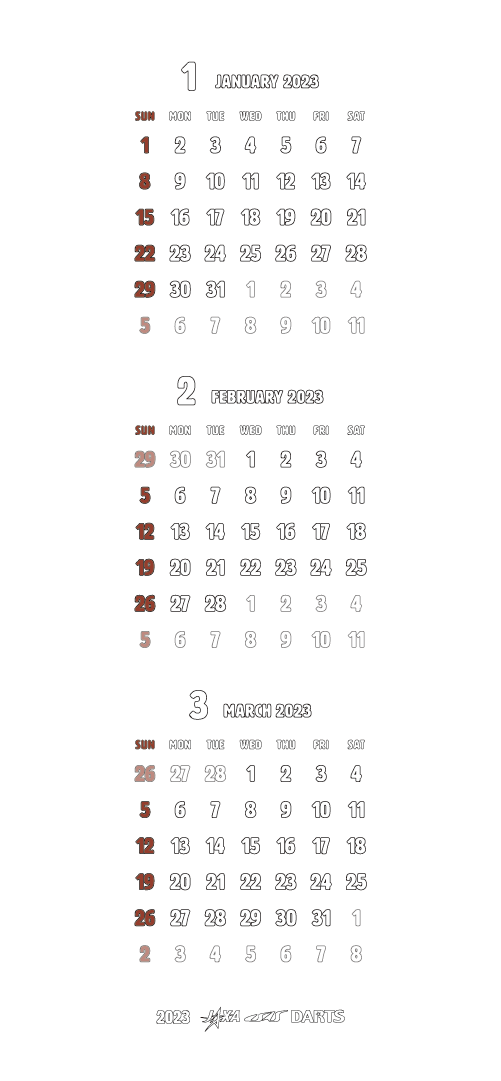 1 JANUARY 2023
SUN MON TUE WED THU FRI SAT
1 2 3 4 5 6 7
8 9 10 11 12 13 14
15 16 17 18 19 20 21
22 23 24 25 26 27 28
29 30 31 1 2 3 4
5 6 7 8 9 10 11
2 FEBRUARY 2023
SUN MON TUE WED THU FRI SAT
29 30 31 1 2 3 4
5 6 7 8 9 10 11
12 13 14 15 16 17 18
19 20 21 22 23 24 25
26 27 28 1 2 3 4
5 6 7 8 9 10 11
3 MARCH 2023
SUN MON TUE WED THU FRI SAT
26 27 28 1 2 3 4
5 6 7 8 9 10 11
12 13 14 15 16 17 18
19 20 21 22 23 24 25
26 27 28 29 30 31 1
2 3 4 5 6 7 8
2023 JAXA ISAS DARTS